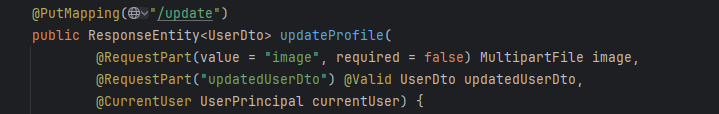 @PutMapping("/update")
public ResponseEntity<UserDto> updateProfile(
@RequestPart(value = "image", required = false) MultipartFile image,
@RequestPart("updatedUserDto") @Valid UserDto updatedUserDto,
@CurrentUser UserPrincipal currentUser) {